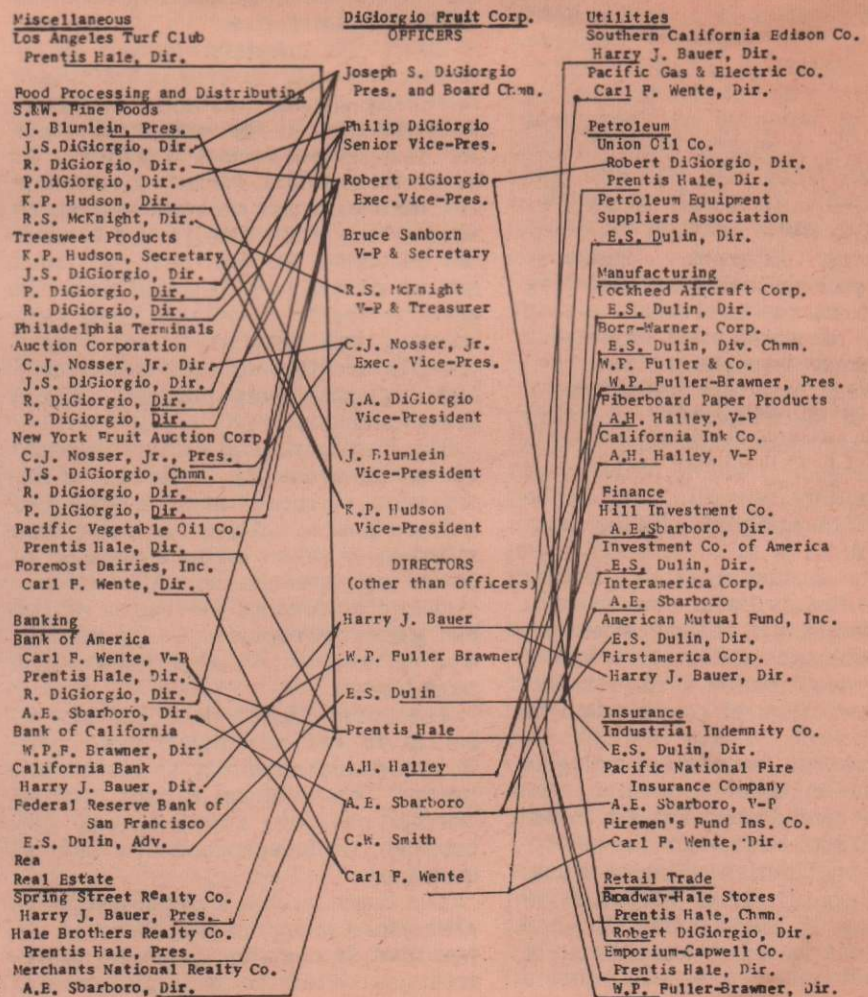 Miscellaneous
Los Angeles Turf Club
Prentis Hale, Dir.
Food Processing and Distributing
S.&W. Fine Foods
J. Blumlein, Pres.
J.S.DiGiorgio, Dir.
R. DiGiorgio, Dir.
P.DiGiorgio, Dir.
K.P. Hudson, Dir.
R.S. McKnight, Dir.
Treesweet Products
K.P. Hudson, Secretary
J.S. DiGiorgio, Dir.
P. DiGiorgio, Dir.
R. DiGiorgio, Dir.
Philadelphia Terminals
Auction Corporation
C.J. Nosser, Jr. Dir.
J.S. DiGiorgio, Dir.
R. DiGiorgio, Dir.
P. DiGiorgio, Dir.
New York Fruit Auction Corp.
C.J. Nosser, Jr., Pres.
J.S. DiGiorgio, Chmn.
R. DiGiorgio, Dir.
P. DiGiorgio, Dir.
Pacific Vegetable Oil Co.
Prentis Hale, Dir.
Foremost Dairies, Inc.
Carl F. Wente, Dir.
Banking
Bank of America
Carl F. Wente, V-P
Prentis Hale, Dir.
R. DiGiorgio, Dir.
A.E. Sbarboro, Dir.
Bank of California
W.P.F. Brawner, Dir.
California Bank
Harry J. Bauer, Dir.
Federal Reserve Bank of
San Francisco
E.S. Dulin, Adv.
Rea
Real Estate
Spring Street Realty Co.
Harry J. Bauer, Pres.
Hale Brothers Realty Co.
Prentis Hale, Pres.
Merchants National Realty Co.
A.E. Sbarboro, Dir.
DiGiorgio Fruit Corp.
OFFICERS
Joseph S. DiGiorgio
Pres. and Board Chmn.
Philip DiGiorgio
Senior Vice-Pres.
Robert DiGiorgio
Exec.Vice-Pres.
Bruce Sanborn
V-P & Secretary
R.S. McKnight
V-P & Treasurer
C.J. Nosser, Jr.
Exec. Vice-Pres.
J.A. DiGiorgio
Vice-President
J. Blumlein
Vice-President
K.P. Hudson
Vice-President
DIRECTORS
(other than officers)
Harry J. Bauer
W.P. Fuller Brawner
E.S. Dulin
Prentis Hale
A.H. Halley
A.E. Sbarboro
C.W. Smith
Carl F. Wente
Utilities
Southern California Edison Co.
Harry J. Bauer, Dir.
Pacific Gas & Electric Co.
Carl F. Wente, Dir.
Petroleum
Union Oil Co.
Robert DiGiorgio, Dir.
Prentis Hale, Dir.
Petroleum Equipment
Suppliers Association
E.S. Dulin, Dir.
Manufacturing
Lockheed Aircraft Corp.
E.S. Dulin, Dir.
Borg-Warner, Corp.
E.S. Dulin, Div. Chmn.
W.P. Fuller & Co.
W.P. Fuller-Brawner, Pres.
Fiberboard Paper Products
A.H. Halley, V-P
California Ink Co.
A.H. Halley, V-P
Finance
Hill Investment Co.
A.E.Sbarboro, Dir.
Investment Co. of America
E.S. Dulin, Dir.
Interamerica Corp.
A.E. Sbarboro
American Mutual Fund, Inc.
E.S. Dulin, Dir.
Firstamerica Corp.
Harry J. Bauer, Dir.
Insurance
Industrial Indemnity Co.
E.S. Dulin, Dir.
Pacific National Fire
Insurance Company
A.E. Sbarboro, V-P
Firemen's Fund Ins. Co.
Carl F. Wente, Dir.
Retail Trade
Broadway-Hale Stores
Prentis Hale, Chmn.
Robert DiGiorgio, Dir.
Emporium-Capwell Co.
Prentis Hale, Dir.
W.P. Fuller-Brawner, Dir.